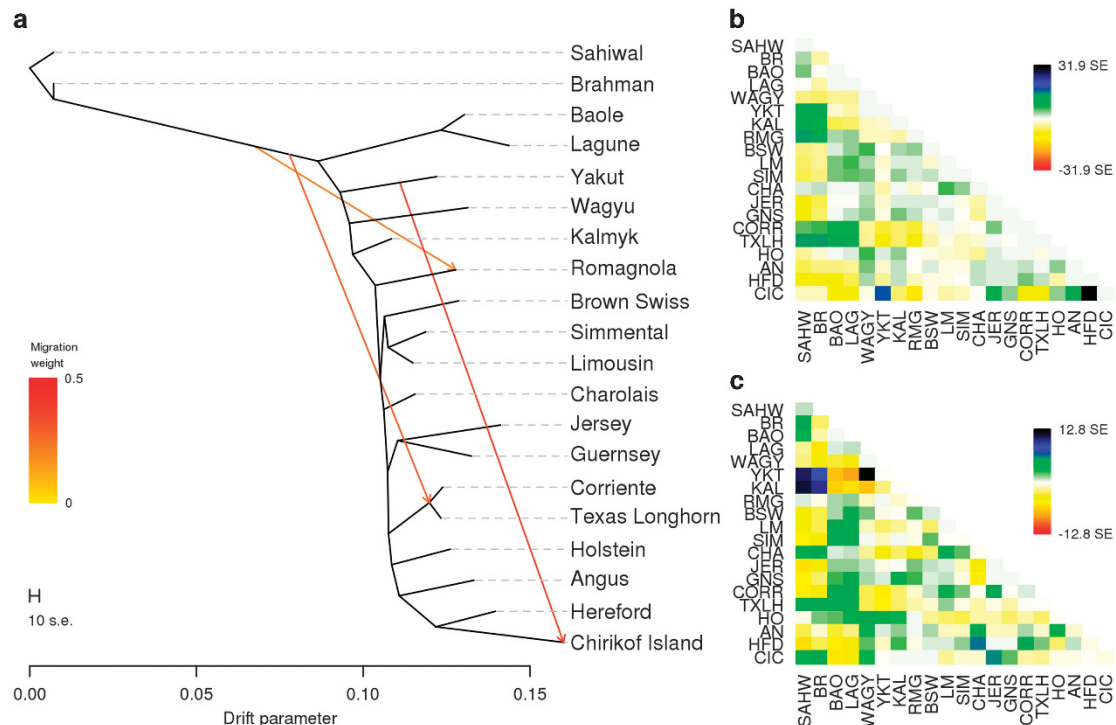 a
Sahiwal
Brahman
Baole
Lagune
Yakut
Wagyu
Kalmyk
Romagnola
Brown Swiss
Simmental
Limousin
Charolais
Jersey
Guernsey
Corriente
Texas Longhorn
Holstein
Angus
Hereford
Chirikof Island
Migration
weight
0.5
0
H
10 s.e.
0.00
0.05
0.10
0.15
Drift parameter
b
SAHW
BR
BAO
LAG
WAGY
YKT
KAL
RMG
BSW
LM
SIM
CHA
JER
GNS
CORR
TXLH
HO
AN
HFD
CIC
31.9 SE
-31.9 SE
SAHW
BR
BAO
LAG
WAGY
YKT
KAL
RMG
BSW
LM
SIM
CHA
JER
GNS
CORR
TXLH
HO
AN
HFD
CIC
c
SAHW
BR
BAO
LAG
WAGY
YKT
KAL
RMG
BSW
LM
SIM
CHA
JER
GNS
CORR
TXLH
HO
AN
HFD
CIC
12.8 SE
-12.8 SE
SAHW
BR
BAO
LAG
WAGY
YKT
KAL
RMG
BSW
LM
SIM
CHA
JER
GNS
CORR
TXLH
HO
AN
HFD
CIC